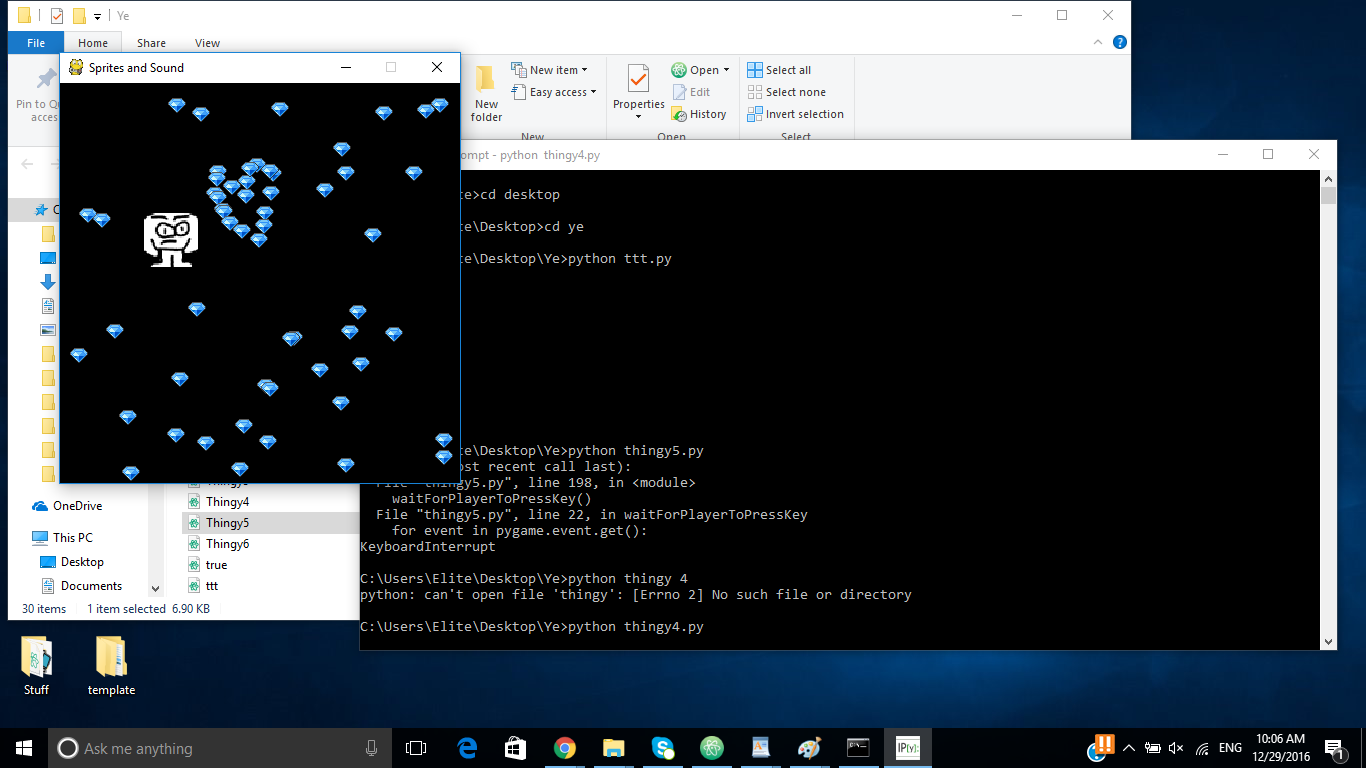 Ye
File Home Share View
Sprites and Sound
Pin to Qu
access
New
folder
New item
Easy access
New
Properties
Open
Edit
History
Open
Select all
Select none
Invert selection
Select
ompt - python thingy4.py
te>cd desktop
te\Desktop>cd ye
te\Desktop\Ye>python ttt.py
te\Desktop\Ye>python thingy5.py
ost recent call last):
File "thingy5.py", line 198, in <module>
waitForPlayerToPressKey()
File "thingy5.py", line 22, in waitForPlayerToPressKey
for event in pygame.event.get():
KeyboardInterrupt
C:\Users\Elite\Desktop\Ye>python thingy 4
python: can't open file 'thingy': [Errno 2] No such file or directory
C:\Users\Elite\Desktop\Ye>python thingy4.py
Thingy4
Thingy5
Thingy6
true
ttt
OneDrive
This PC
Desktop
Documents
30 items 1 item selected 6.90 KB
Stuff
template
Ask me anything
IP[y]:
ENG
10:06 AM
12/29/2016
1